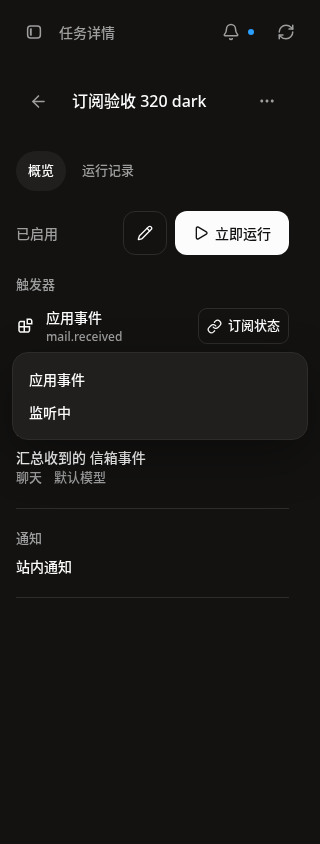 任务详情
订阅验收 320 dark
概览
运行记录
已启用
立即运行
触发器
应用事件
mail.received
订阅状态
应用事件
监听中
汇总收到的 信箱事件
聊天 默认模型
通知
站内通知